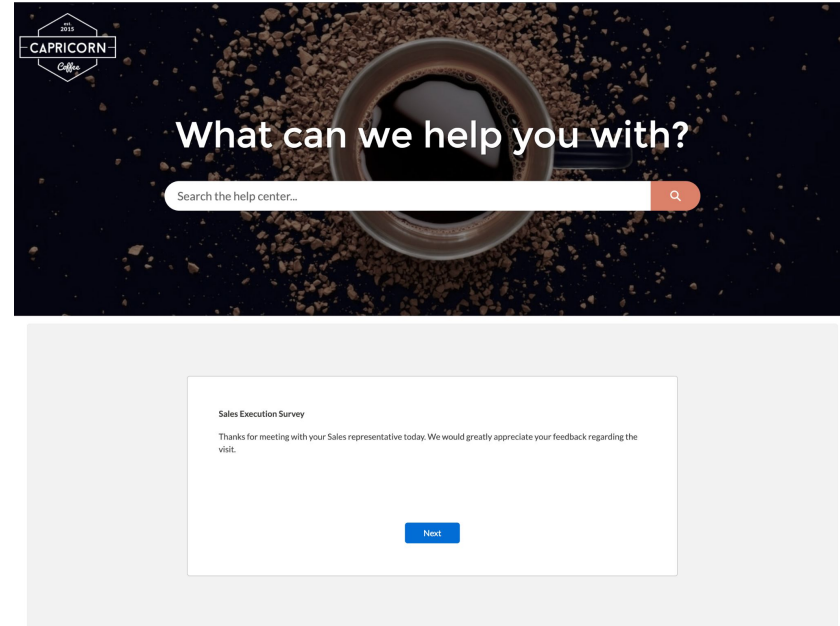 est.
2015
CAPRICORN
Coffee
What can we help you with?
Search the help center...
Sales Execution Survey
Thanks for meeting with your Sales representative today. We would greatly appreciate your feedback regarding the
visit.
Next